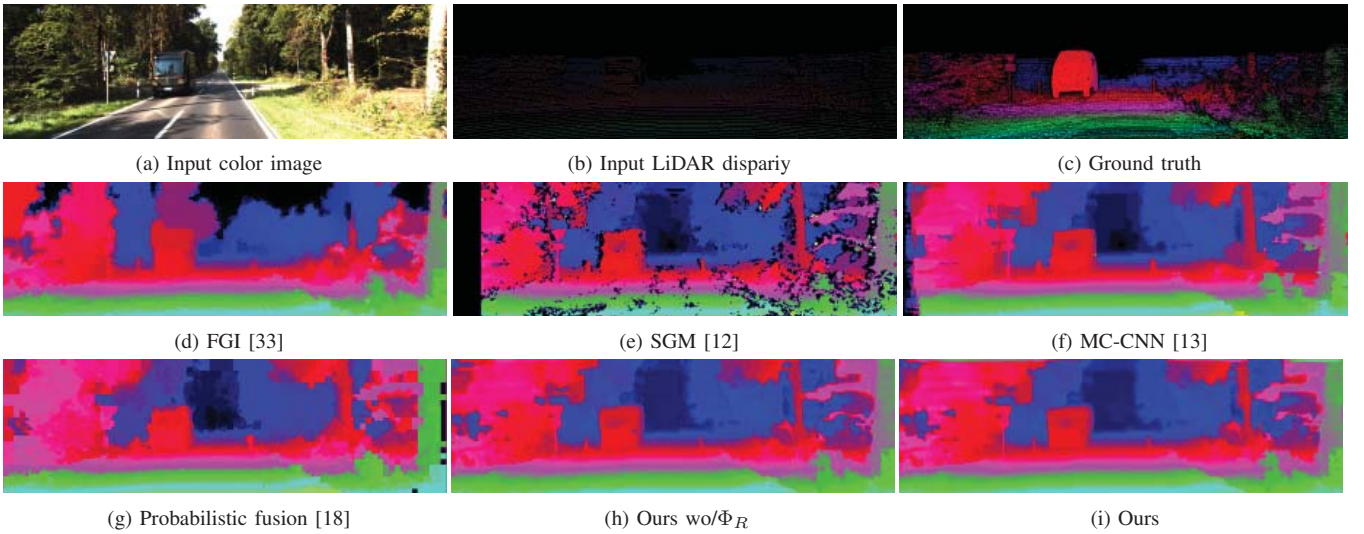 (a) Input color image
(b) Input LiDAR dispariy
(c) Ground truth
(d) FGI [33]
(e) SGM [12]
(f) MC-CNN [13]
(g) Probabilistic fusion [18]
(h) Ours wo/Φ_R
(i) Ours